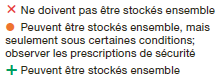 × Ne doivent pas être stockés ensemble
● Peuvent être stockés ensemble, mais
seulement sous certaines conditions;
observer les prescriptions de sécurité
+ Peuvent être stockés ensemble